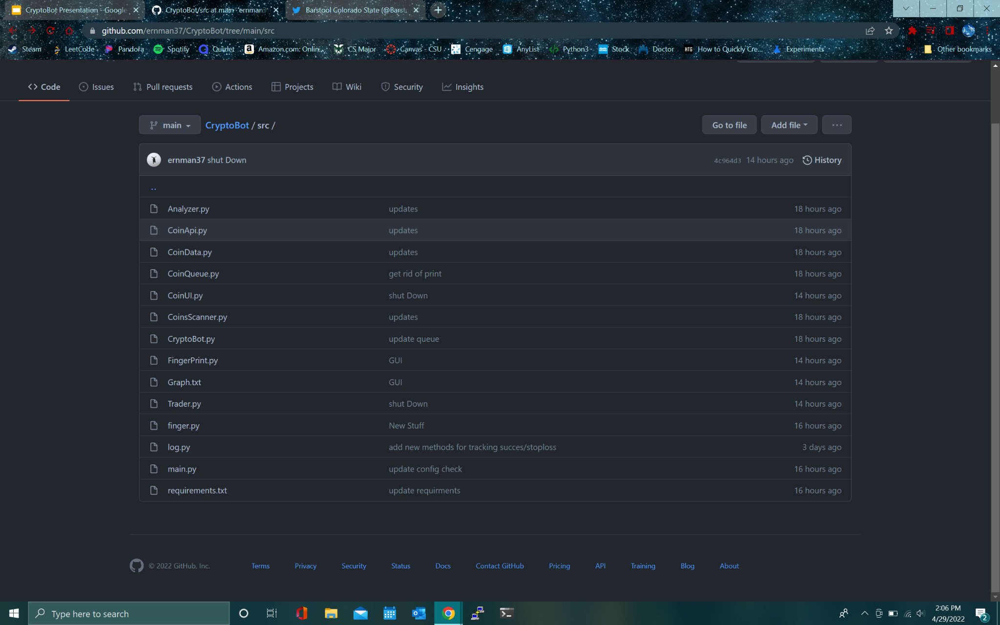 CryptoBot Presentation - Google
CryptoBot/src at main · ernman3
Barstool Colorado State (@Barst
github.com/ernman37/CryptoBot/tree/main/src
Steam LeetCode Pandora Spotify Quizlet Amazon.com: Onlin... CS Major Canvas - CSU Cengage AnyList Python3 Stock Doctor HTG How to Quickly Cre... Experiments » Other bookmarks
Code Issues Pull requests Actions Projects Wiki Security Insights
main CryptoBot / src / Go to file Add file ...
ernman37 shut Down 4c964d3 14 hours ago History
..
Analyzer.py updates 18 hours ago
CoinApi.py updates 18 hours ago
CoinData.py updates 18 hours ago
CoinQueue.py get rid of print 18 hours ago
CoinUI.py shut Down 14 hours ago
CoinsScanner.py updates 18 hours ago
CryptoBot.py update queue 18 hours ago
FingerPrint.py GUI 14 hours ago
Graph.txt GUI 14 hours ago
Trader.py shut Down 14 hours ago
finger.py New Stuff 16 hours ago
log.py add new methods for tracking succes/stoploss 3 days ago
main.py update config check 16 hours ago
requirements.txt update requirments 16 hours ago
© 2022 GitHub, Inc. Terms Privacy Security Status Docs Contact GitHub Pricing API Training Blog About
Type here to search
2:06 PM
4/29/2022
2